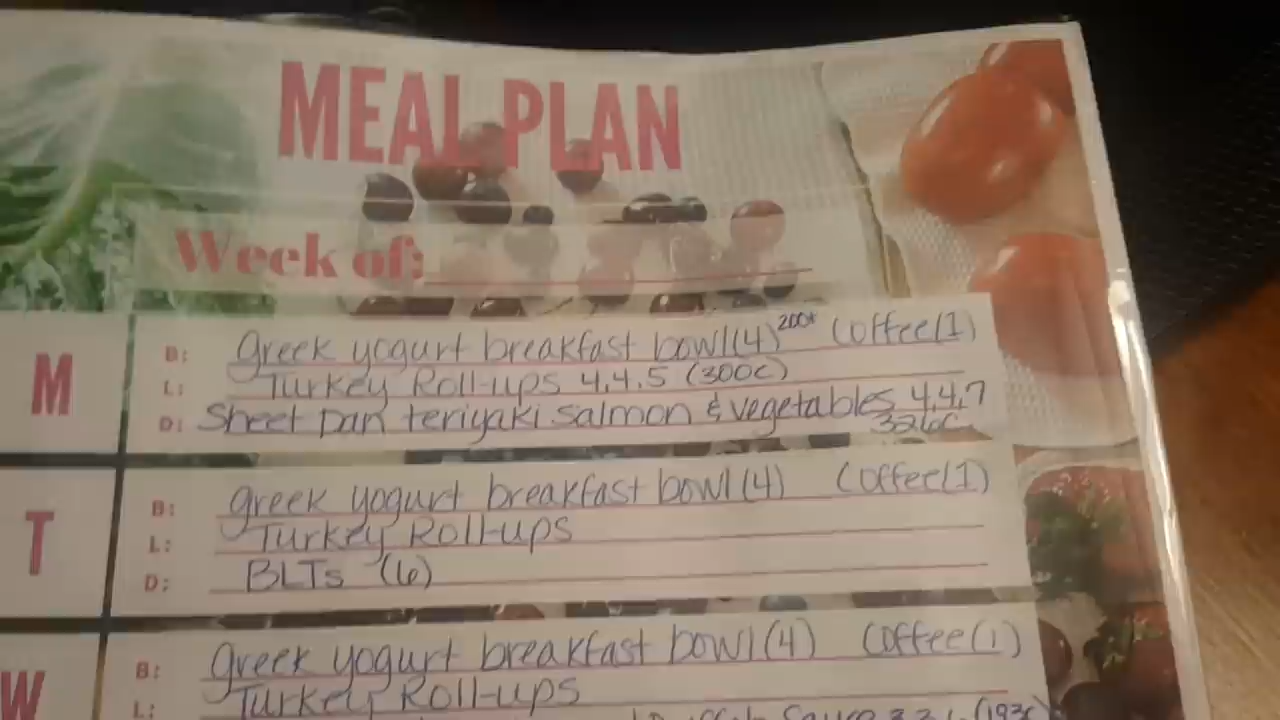 MEAL PLAN
Week of:
M
B: Greek yogurt breakfast bowl (4) 200* Coffee (1)
L: Turkey Roll-ups 4,4,5 (300c)
D: Sheet pan teriyaki salmon & vegetables 4,4,7
326c
T
B: Greek yogurt breakfast bowl (4) Coffee (1)
L: Turkey Roll-ups
D: BLTs (6)
W
B: Greek yogurt breakfast bowl (4) Coffee (1)
L: Turkey Roll-ups
Sauce (193c)